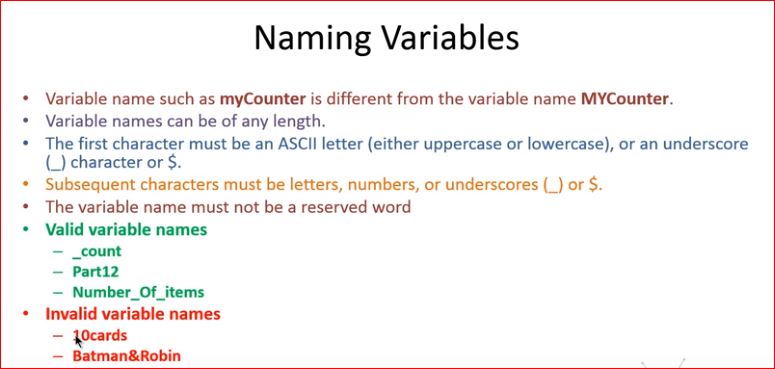 Naming Variables
• Variable name such as myCounter is different from the variable name MYCounter.
• Variable names can be of any length.
• The first character must be an ASCII letter (either uppercase or lowercase), or an underscore
(_) character or $.
• Subsequent characters must be letters, numbers, or underscores (_) or $.
• The variable name must not be a reserved word
• Valid variable names
– _count
– Part12
– Number_Of_items
• Invalid variable names
– 10cards
– Batman&Robin